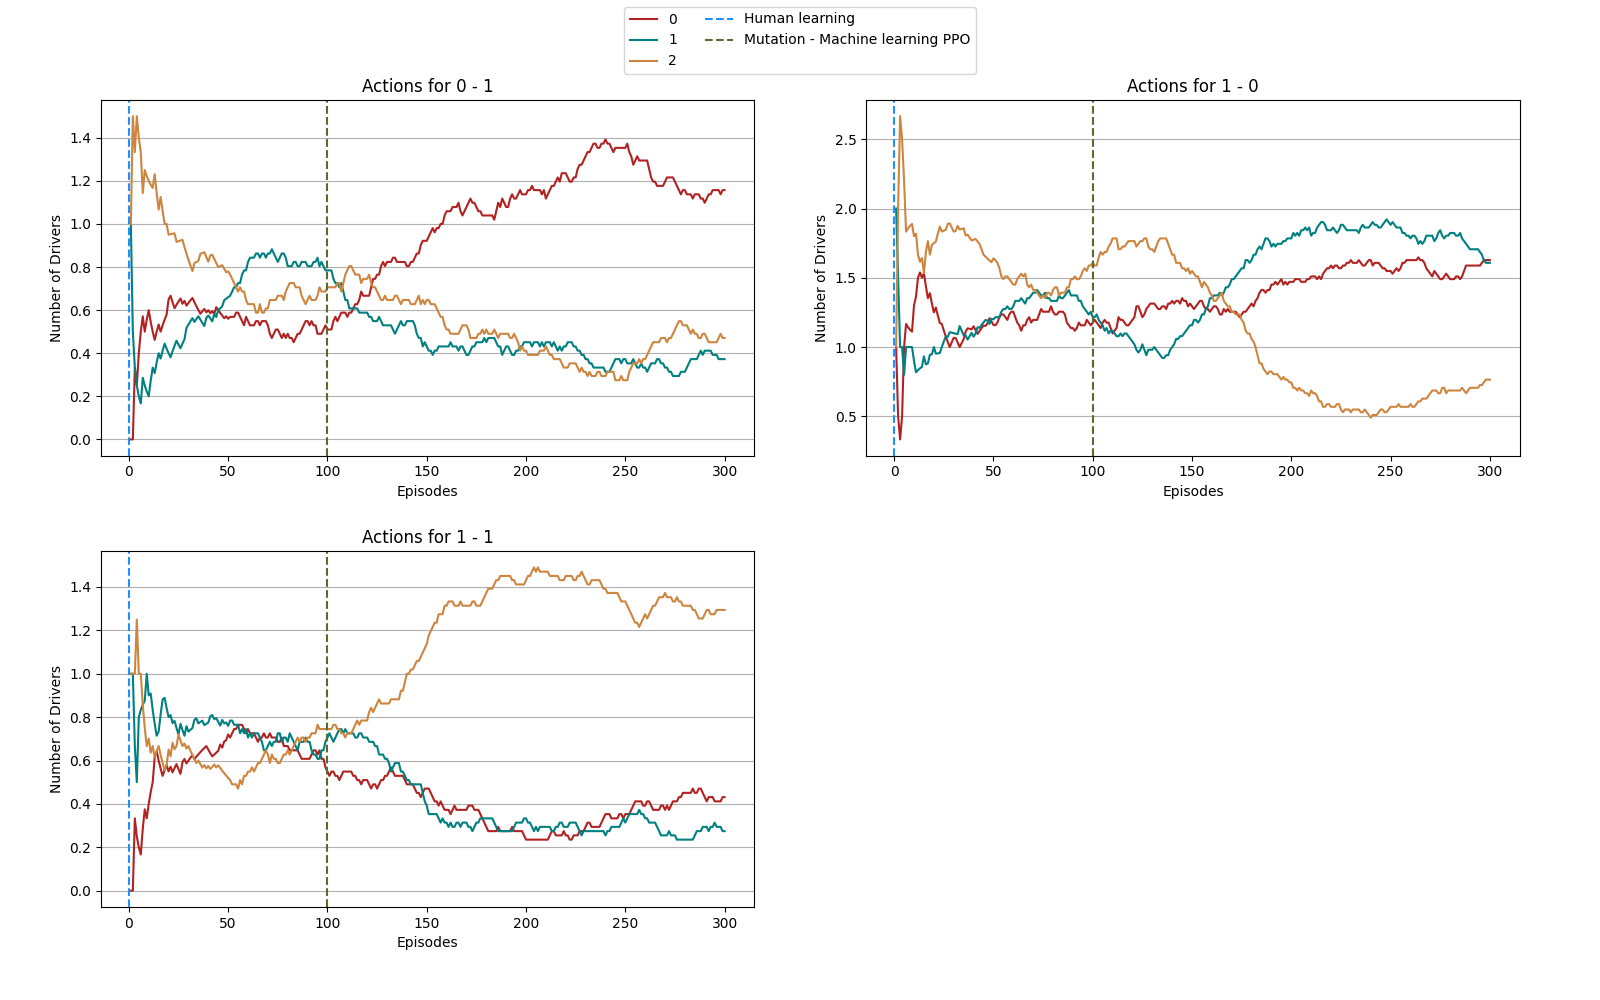 0
1
2
Human learning
Mutation - Machine learning PPO
Actions for 0 - 1
Number of Drivers
1.4
1.2
1.0
0.8
0.6
0.4
0.2
0.0
0 50 100 150 200 250 300
Episodes
Actions for 1 - 0
Number of Drivers
2.5
2.0
1.5
1.0
0.5
0 50 100 150 200 250 300
Episodes
Actions for 1 - 1
Number of Drivers
1.4
1.2
1.0
0.8
0.6
0.4
0.2
0.0
0 50 100 150 200 250 300
Episodes